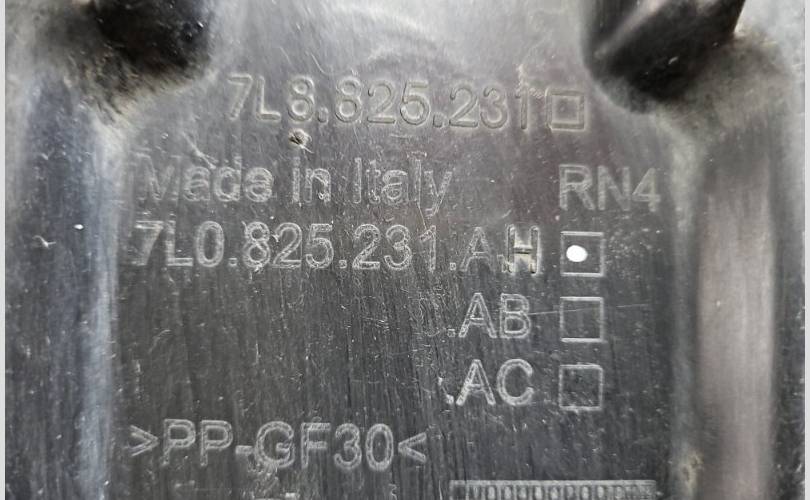 7L8.825.231
Made in Italy RN4
7L0.825.231.AH
.AB
.AC
>PP-GF30<